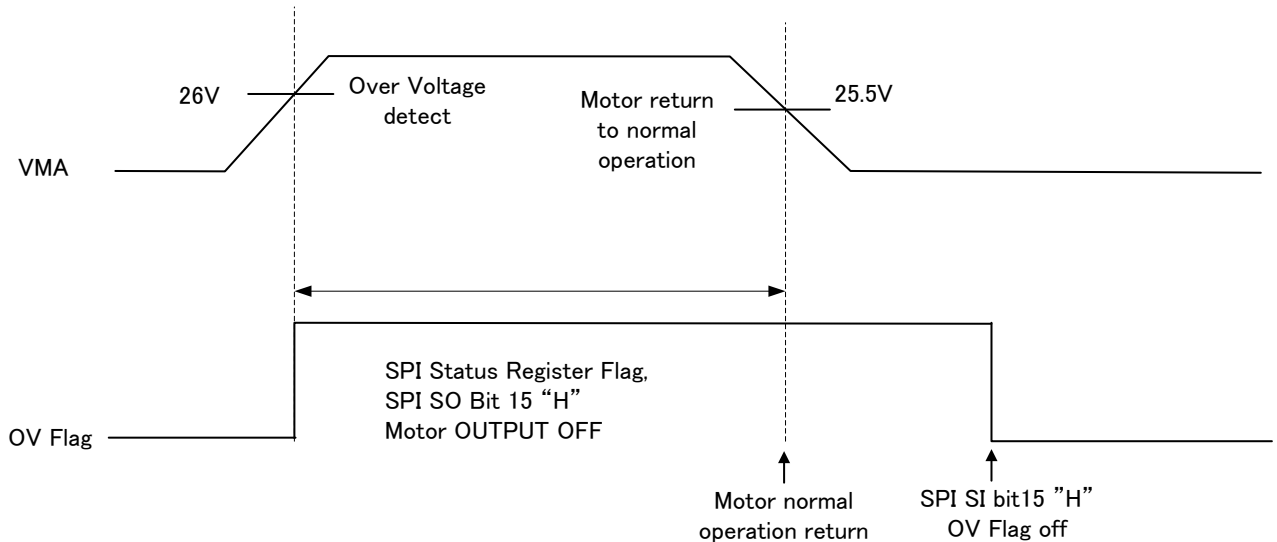 26V
Over Voltage
detect
Motor return
to normal
operation
25.5V
VMA
SPI Status Register Flag,
SPI SO Bit 15 “H”
Motor OUTPUT OFF
OV Flag
Motor normal
operation return
SPI SI bit15 ”H”
OV Flag off